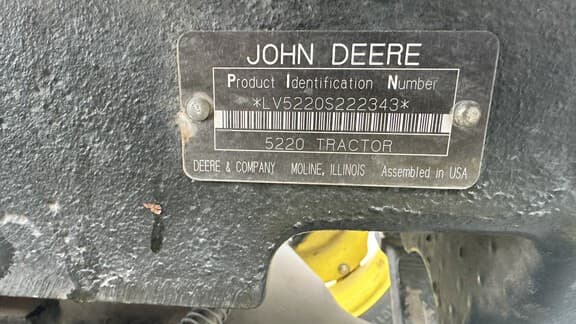 JOHN DEERE
Product Identification Number
*LV5220S222343*
5220 TRACTOR
DEERE & COMPANY MOLINE, ILLINOIS Assembled in USA